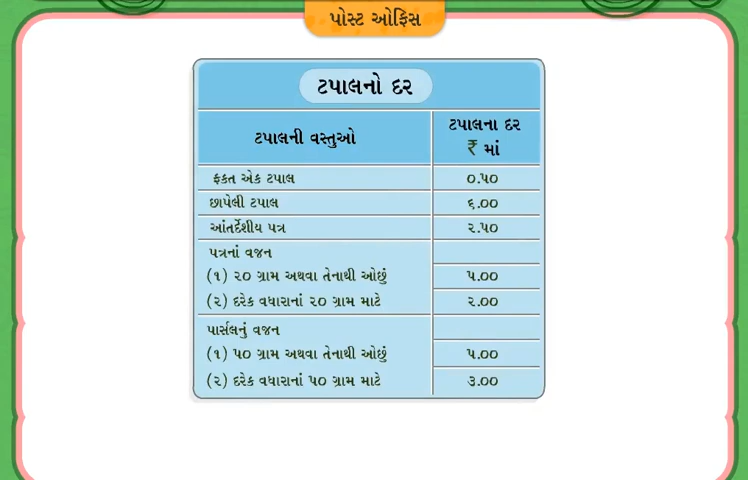 પોસ્ટ ઓફિસ
ટપાલનો દર
ટપાલની વસ્તુઓ
ટપાલના દર
₹ માં
ફક્ત એક ટપાલ ૦.૫૦
છાપેલી ટપાલ ૬.૦૦
આંતર્દેશીય પત્ર ૨.૫૦
પત્રનાં વજન
(૧) ૨૦ ગ્રામ અથવા તેનાથી ઓછું ૫.૦૦
(૨) દરેક વધારાનાં ૨૦ ગ્રામ માટે ૨.૦૦
પાર્સલનું વજન
(૧) ૫૦ ગ્રામ અથવા તેનાથી ઓછું ૫.૦૦
(૨) દરેક વધારાનાં ૫૦ ગ્રામ માટે ૩.૦૦